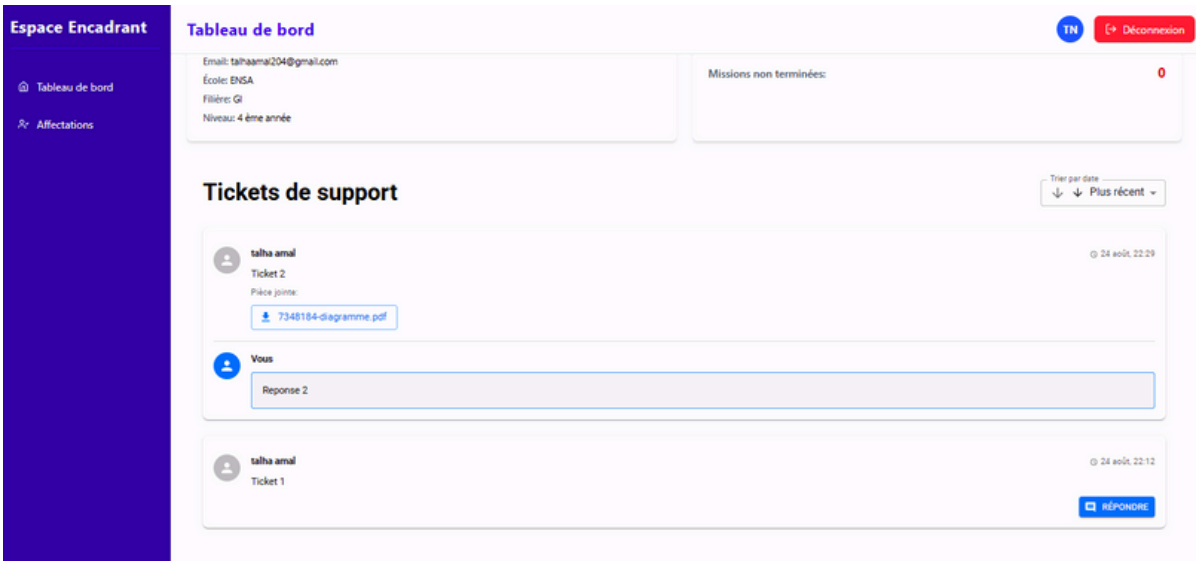 Espace Encadrant
Tableau de bord
TN
Déconnexion
Tableau de bord
Affectations
Email: talhaamal204@gmail.com
École: ENSA
Filière: GI
Niveau: 4 ème année
Missions non terminées:
0
Tickets de support
Trier par date
Plus récent
talha amal
24 août, 22:29
Ticket 2
Pièce jointe:
7348184-diagramme.pdf
Vous
Reponse 2
talha amal
24 août, 22:12
Ticket 1
RÉPONDRE